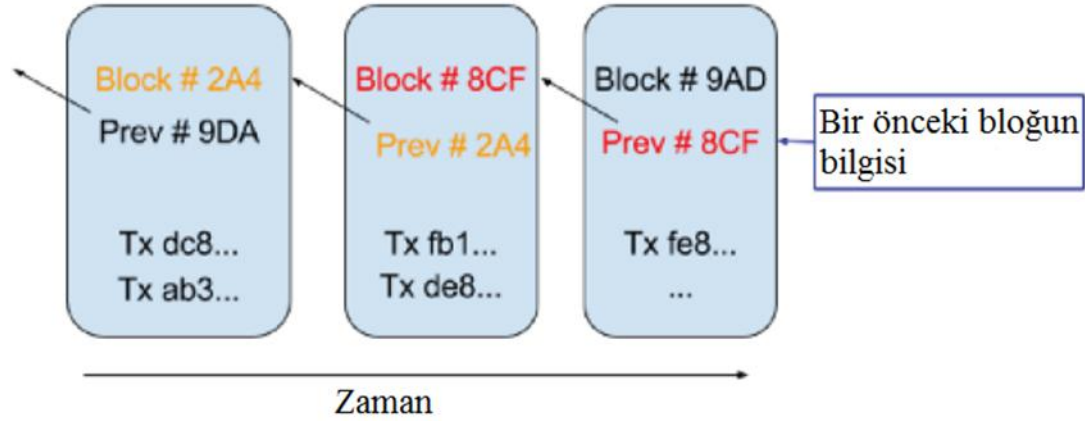 Block # 2A4
Prev # 9DA
Tx dc8...
Tx ab3...
Block # 8CF
Prev # 2A4
Tx fb1...
Tx de8...
Block # 9AD
Prev # 8CF
Tx fe8...
...
Bir önceki bloğun
bilgisi
Zaman